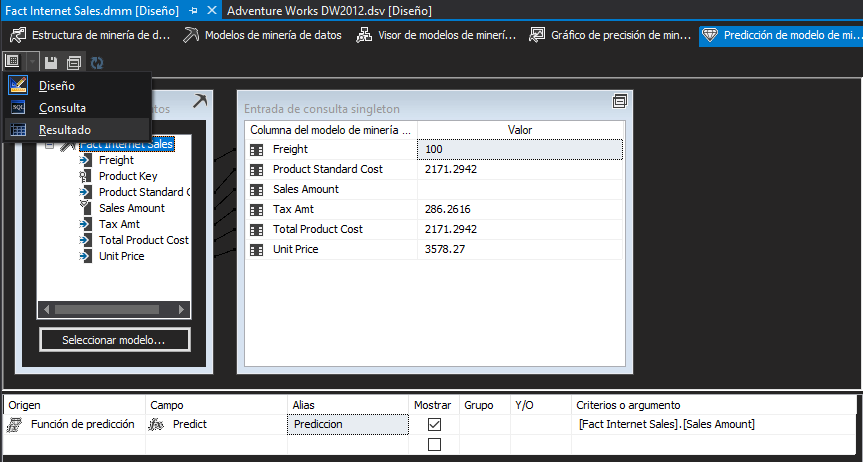 Fact Internet Sales.dmm [Diseño]
Adventure Works DW2012.dsv [Diseño]
Estructura de minería de d...
Modelos de minería de datos
Visor de modelos de minerí...
Gráfico de precisión de min...
Predicción de modelo de mi...
Diseño
SQL Consulta
Resultado
Fact Internet Sales
Freight
Product Key
Product Standard C
Sales Amount
Tax Amt
Total Product Cost
Unit Price
Seleccionar modelo...
Entrada de consulta singleton
Columna del modelo de minería ... Valor
Freight 100
Product Standard Cost 2171.2942
Sales Amount
Tax Amt 286.2616
Total Product Cost 2171.2942
Unit Price 3578.27
Origen Campo Alias Mostrar Grupo Y/O Criterios o argumento
Función de predicción Predict Prediccion [Fact Internet Sales].[Sales Amount]